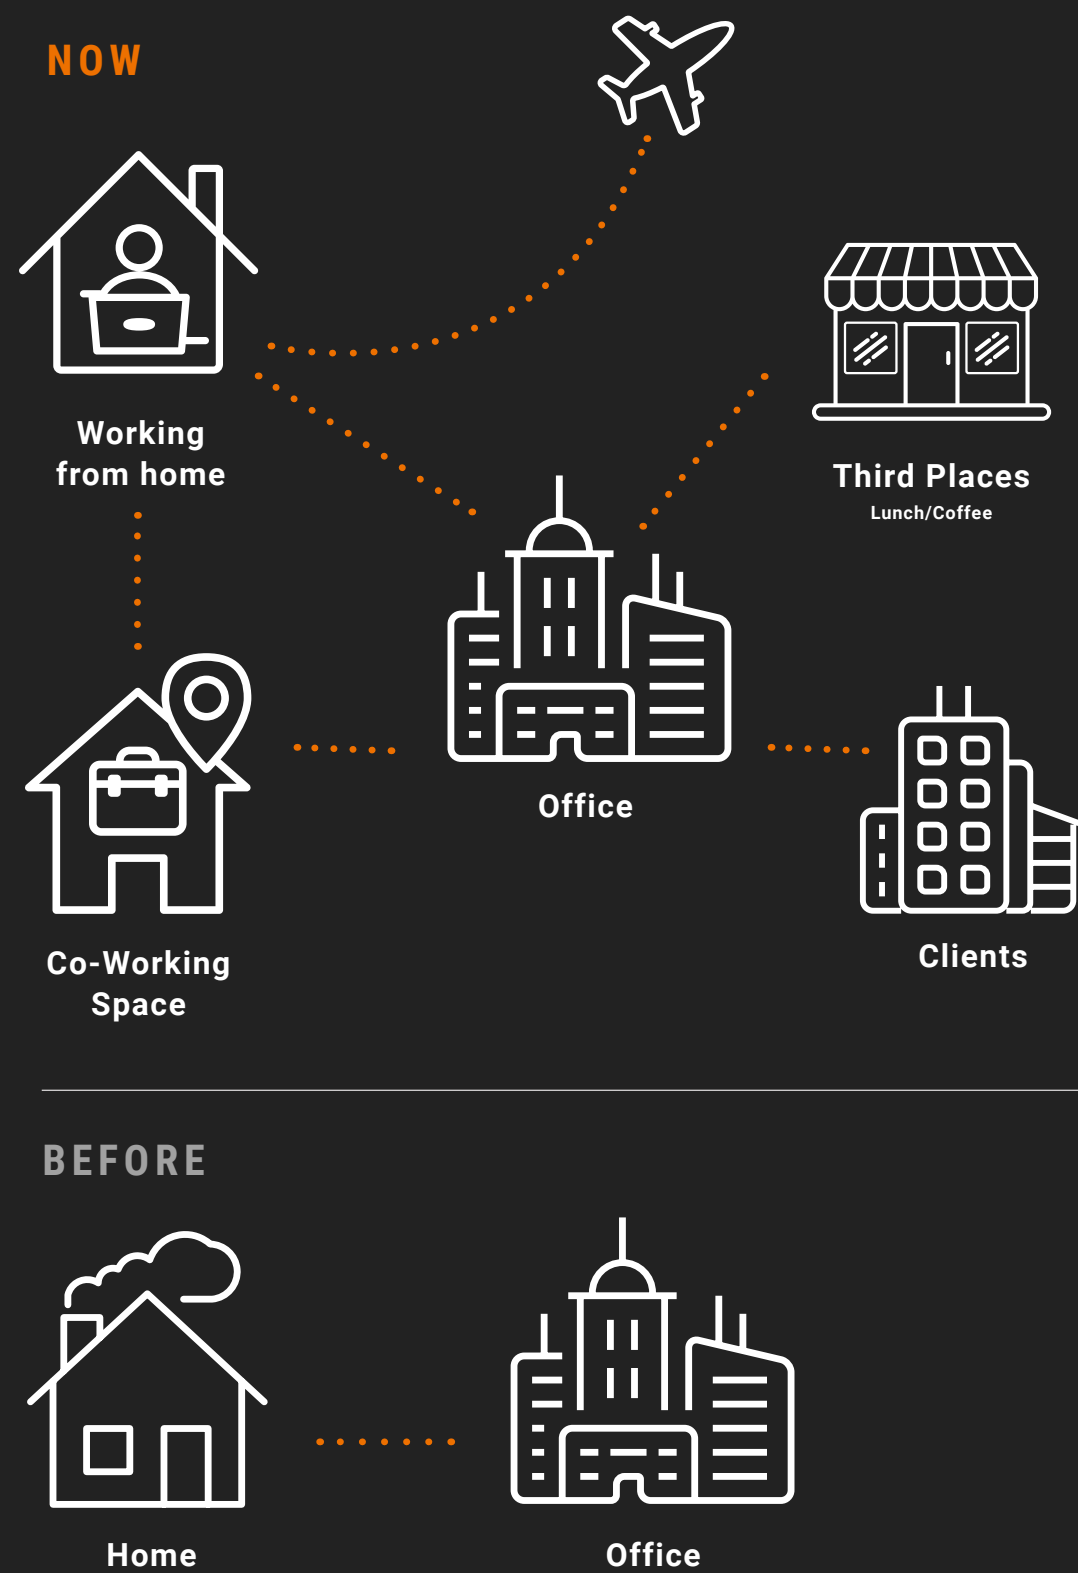 NOW
Working
from home
Third Places
Lunch/Coffee
Office
Clients
Co-Working
Space
BEFORE
Home
Office